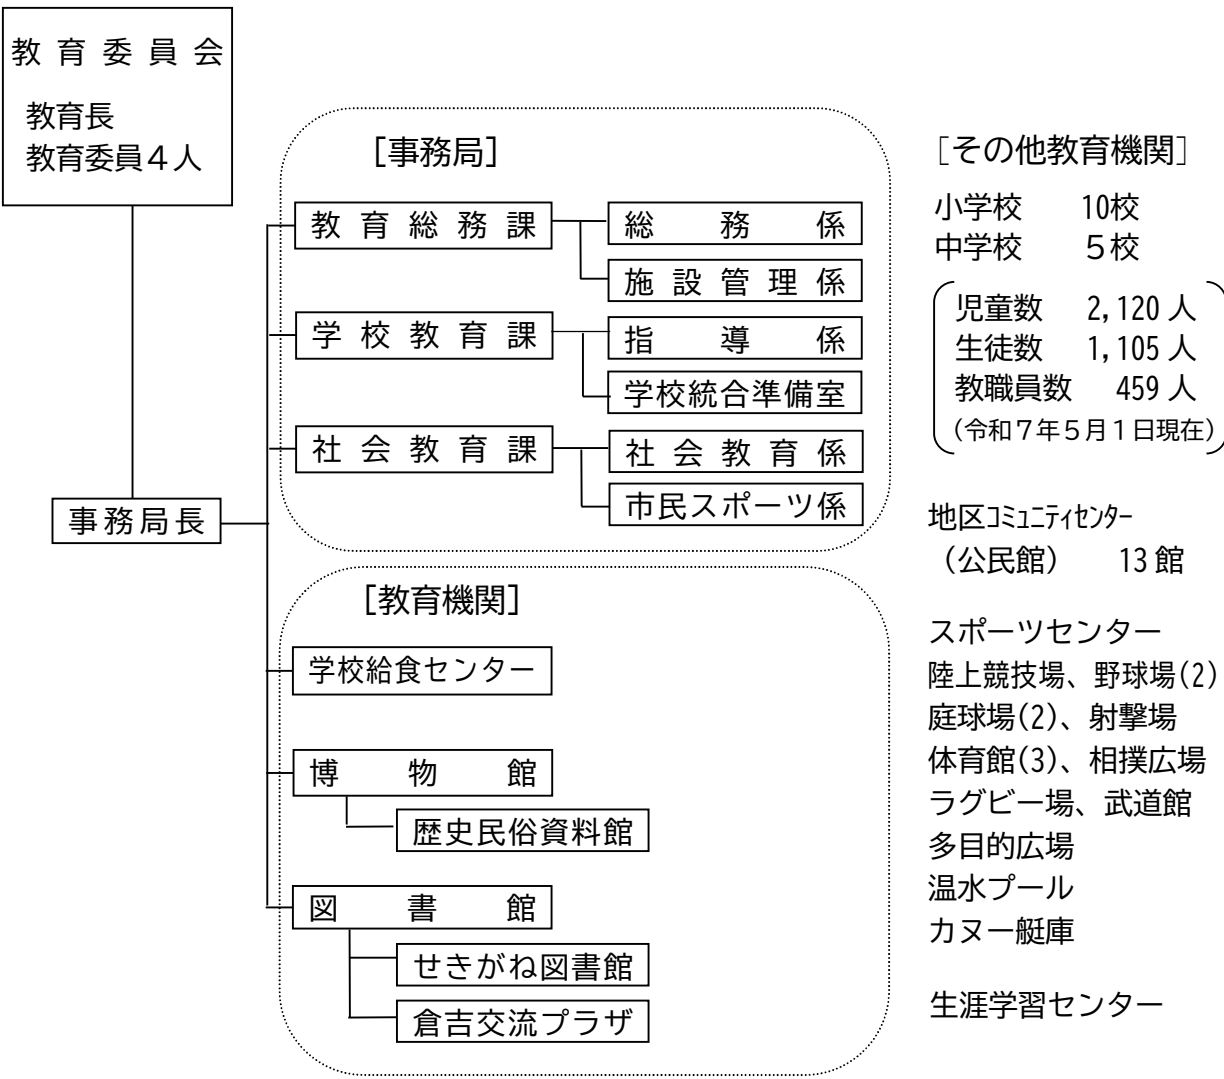 教育委員会
教育長
教育委員４人
事務局長
［事務局］
教育総務課
総務係
施設管理係
学校教育課
指導係
学校統合準備室
社会教育課
社会教育係
市民スポーツ係
［教育機関］
学校給食センター
博物館
歴史民俗資料館
図書館
せきがね図書館
倉吉交流プラザ
［その他教育機関］
小学校 10校
中学校 ５校
児童数 2,120 人
生徒数 1,105 人
教職員数 459 人
(令和７年５月１日現在)
地区ｺﾐｭﾆﾃｨｾﾝﾀｰ
（公民館） 13 館
スポーツセンター
陸上競技場、野球場(2)
庭球場(2)、射撃場
体育館(3)、相撲広場
ラグビー場、武道館
多目的広場
温水プール
カヌー艇庫
生涯学習センター